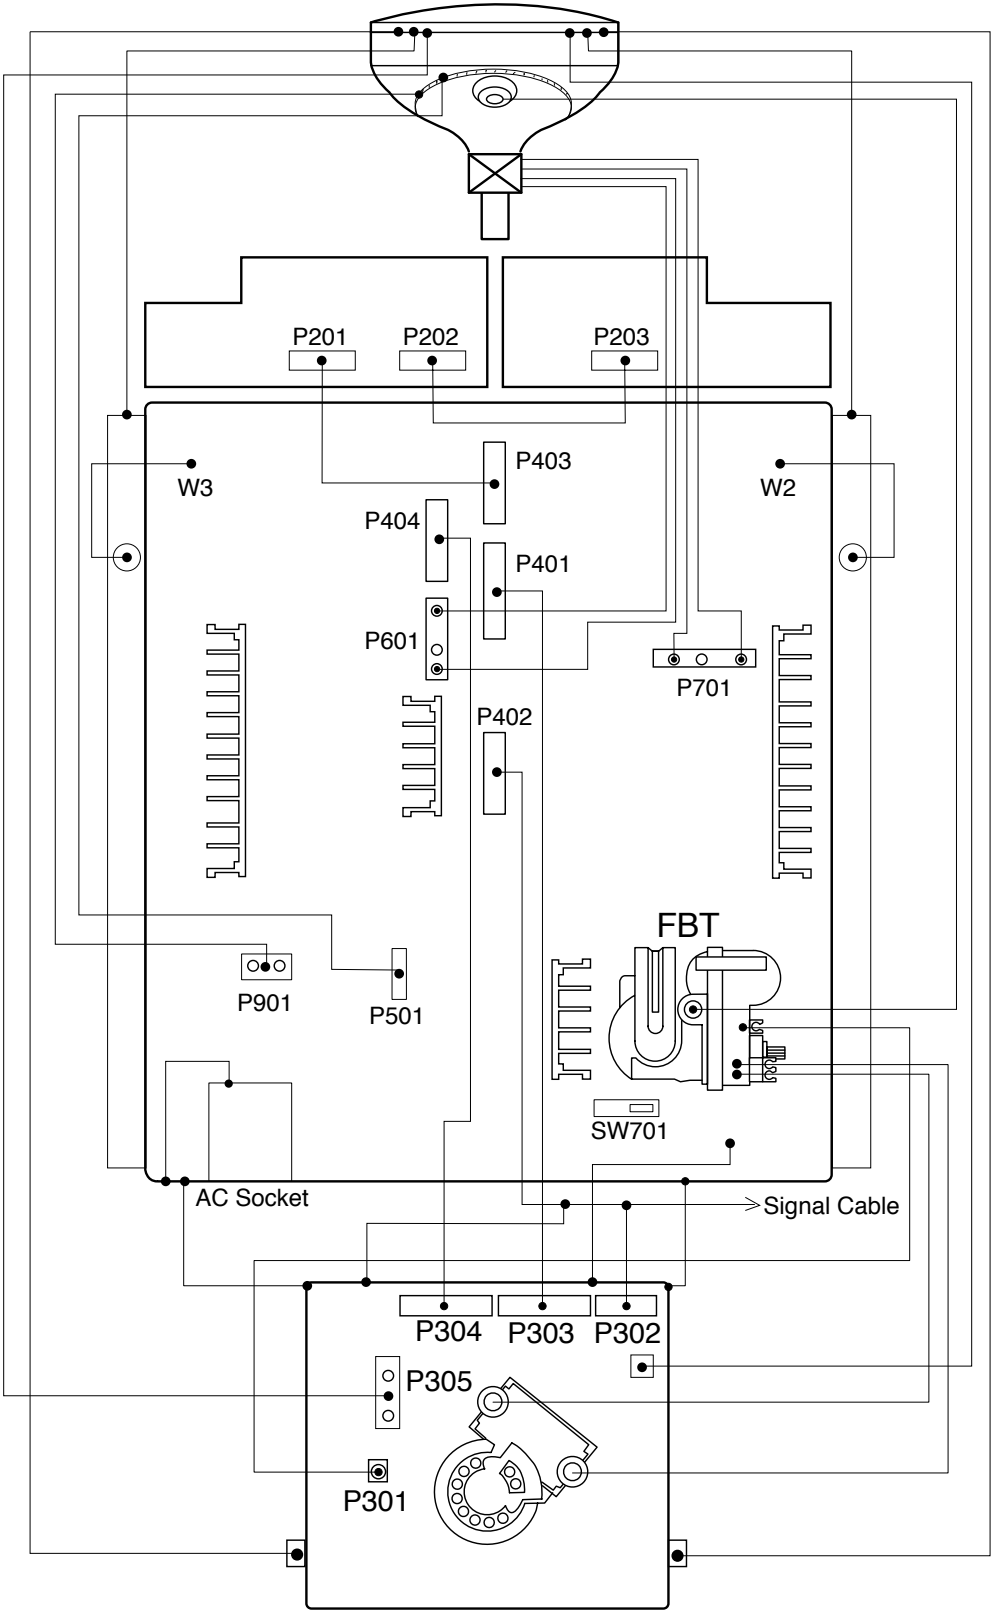 P201
P202
P203
P403
W3
W2
P404
P401
P601
P701
P402
FBT
P901
P501
SW701
AC Socket
Signal Cable
P304
P303
P302
P305
P301